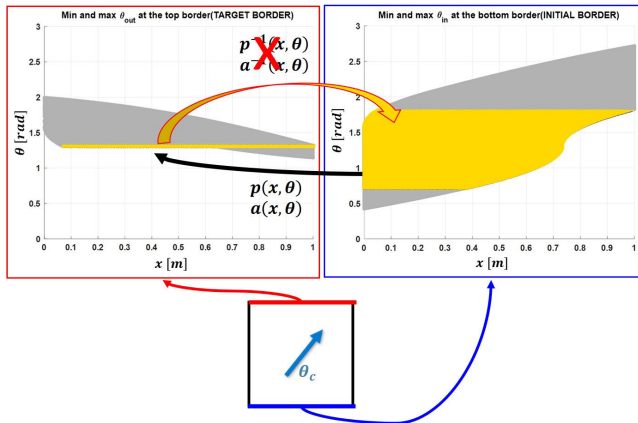 Min and max θout at the top border(TARGET BORDER)
θ [rad]
3
2.5
2
1.5
1
0.5
0
0 0.1 0.2 0.3 0.4 0.5 0.6 0.7 0.8 0.9 1
x [m]
p⁻¹(x, θ)
a⁻¹(x, θ)
X
p(x, θ)
a(x, θ)
Min and max θin at the bottom border(INITIAL BORDER)
θ [rad]
3
2.5
2
1.5
1
0.5
0
0 0.1 0.2 0.3 0.4 0.5 0.6 0.7 0.8 0.9 1
x [m]
θc